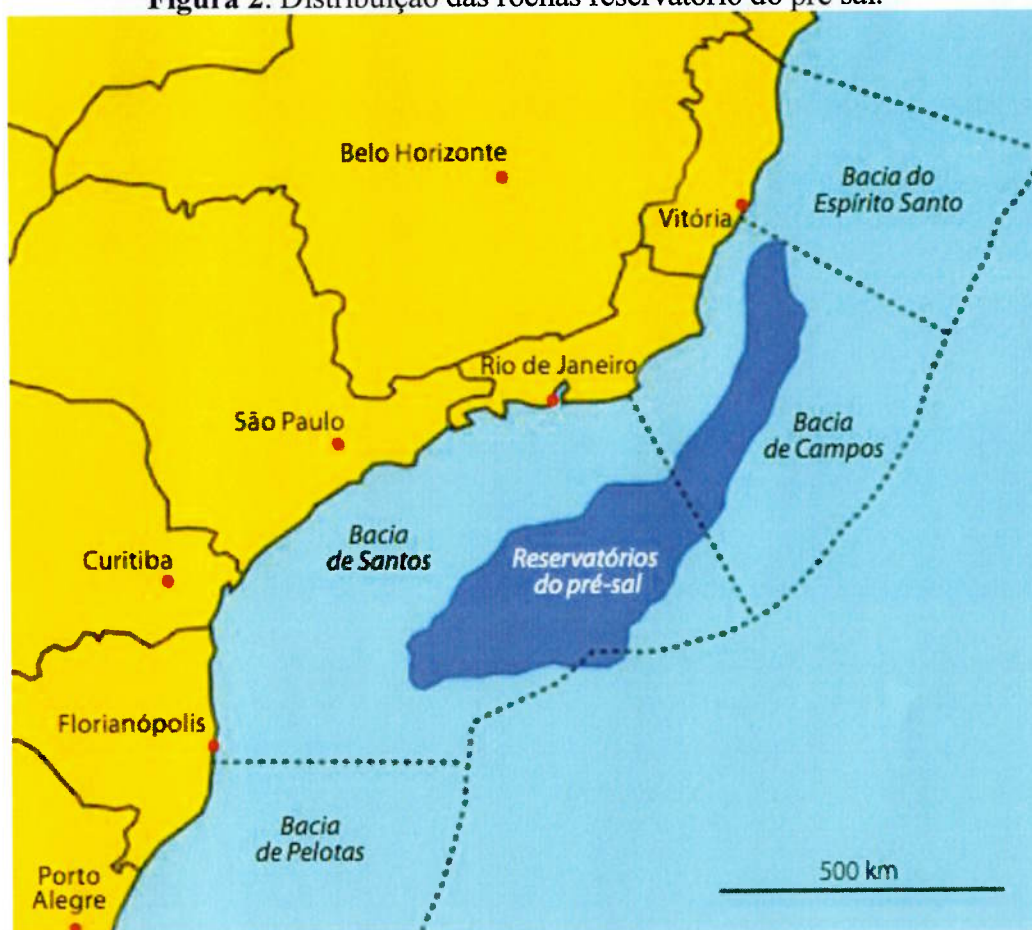 Figura 2. Distribuição das rochas reservatório do pré-sal.
Belo Horizonte
Bacia do
Espírito Santo
Vitória
Rio de Janeiro
São Paulo
Bacia
de Campos
Bacia
de Santos
Reservatórios
do pré-sal
Curitiba
Florianópolis
Bacia
de Pelotas
Porto
Alegre
500 km